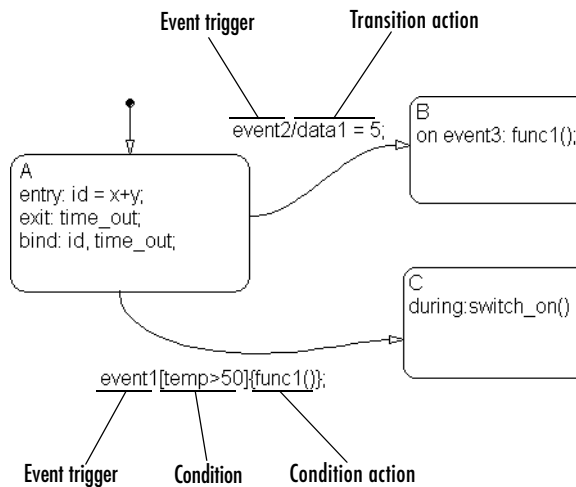 Event trigger
Transition action
event2/data1 = 5;
B
on event3: func1();
A
entry: id = x+y;
exit: time_out;
bind: id, time_out;
C
during:switch_on()
event1[temp>50]{func1()};
Event trigger
Condition
Condition action